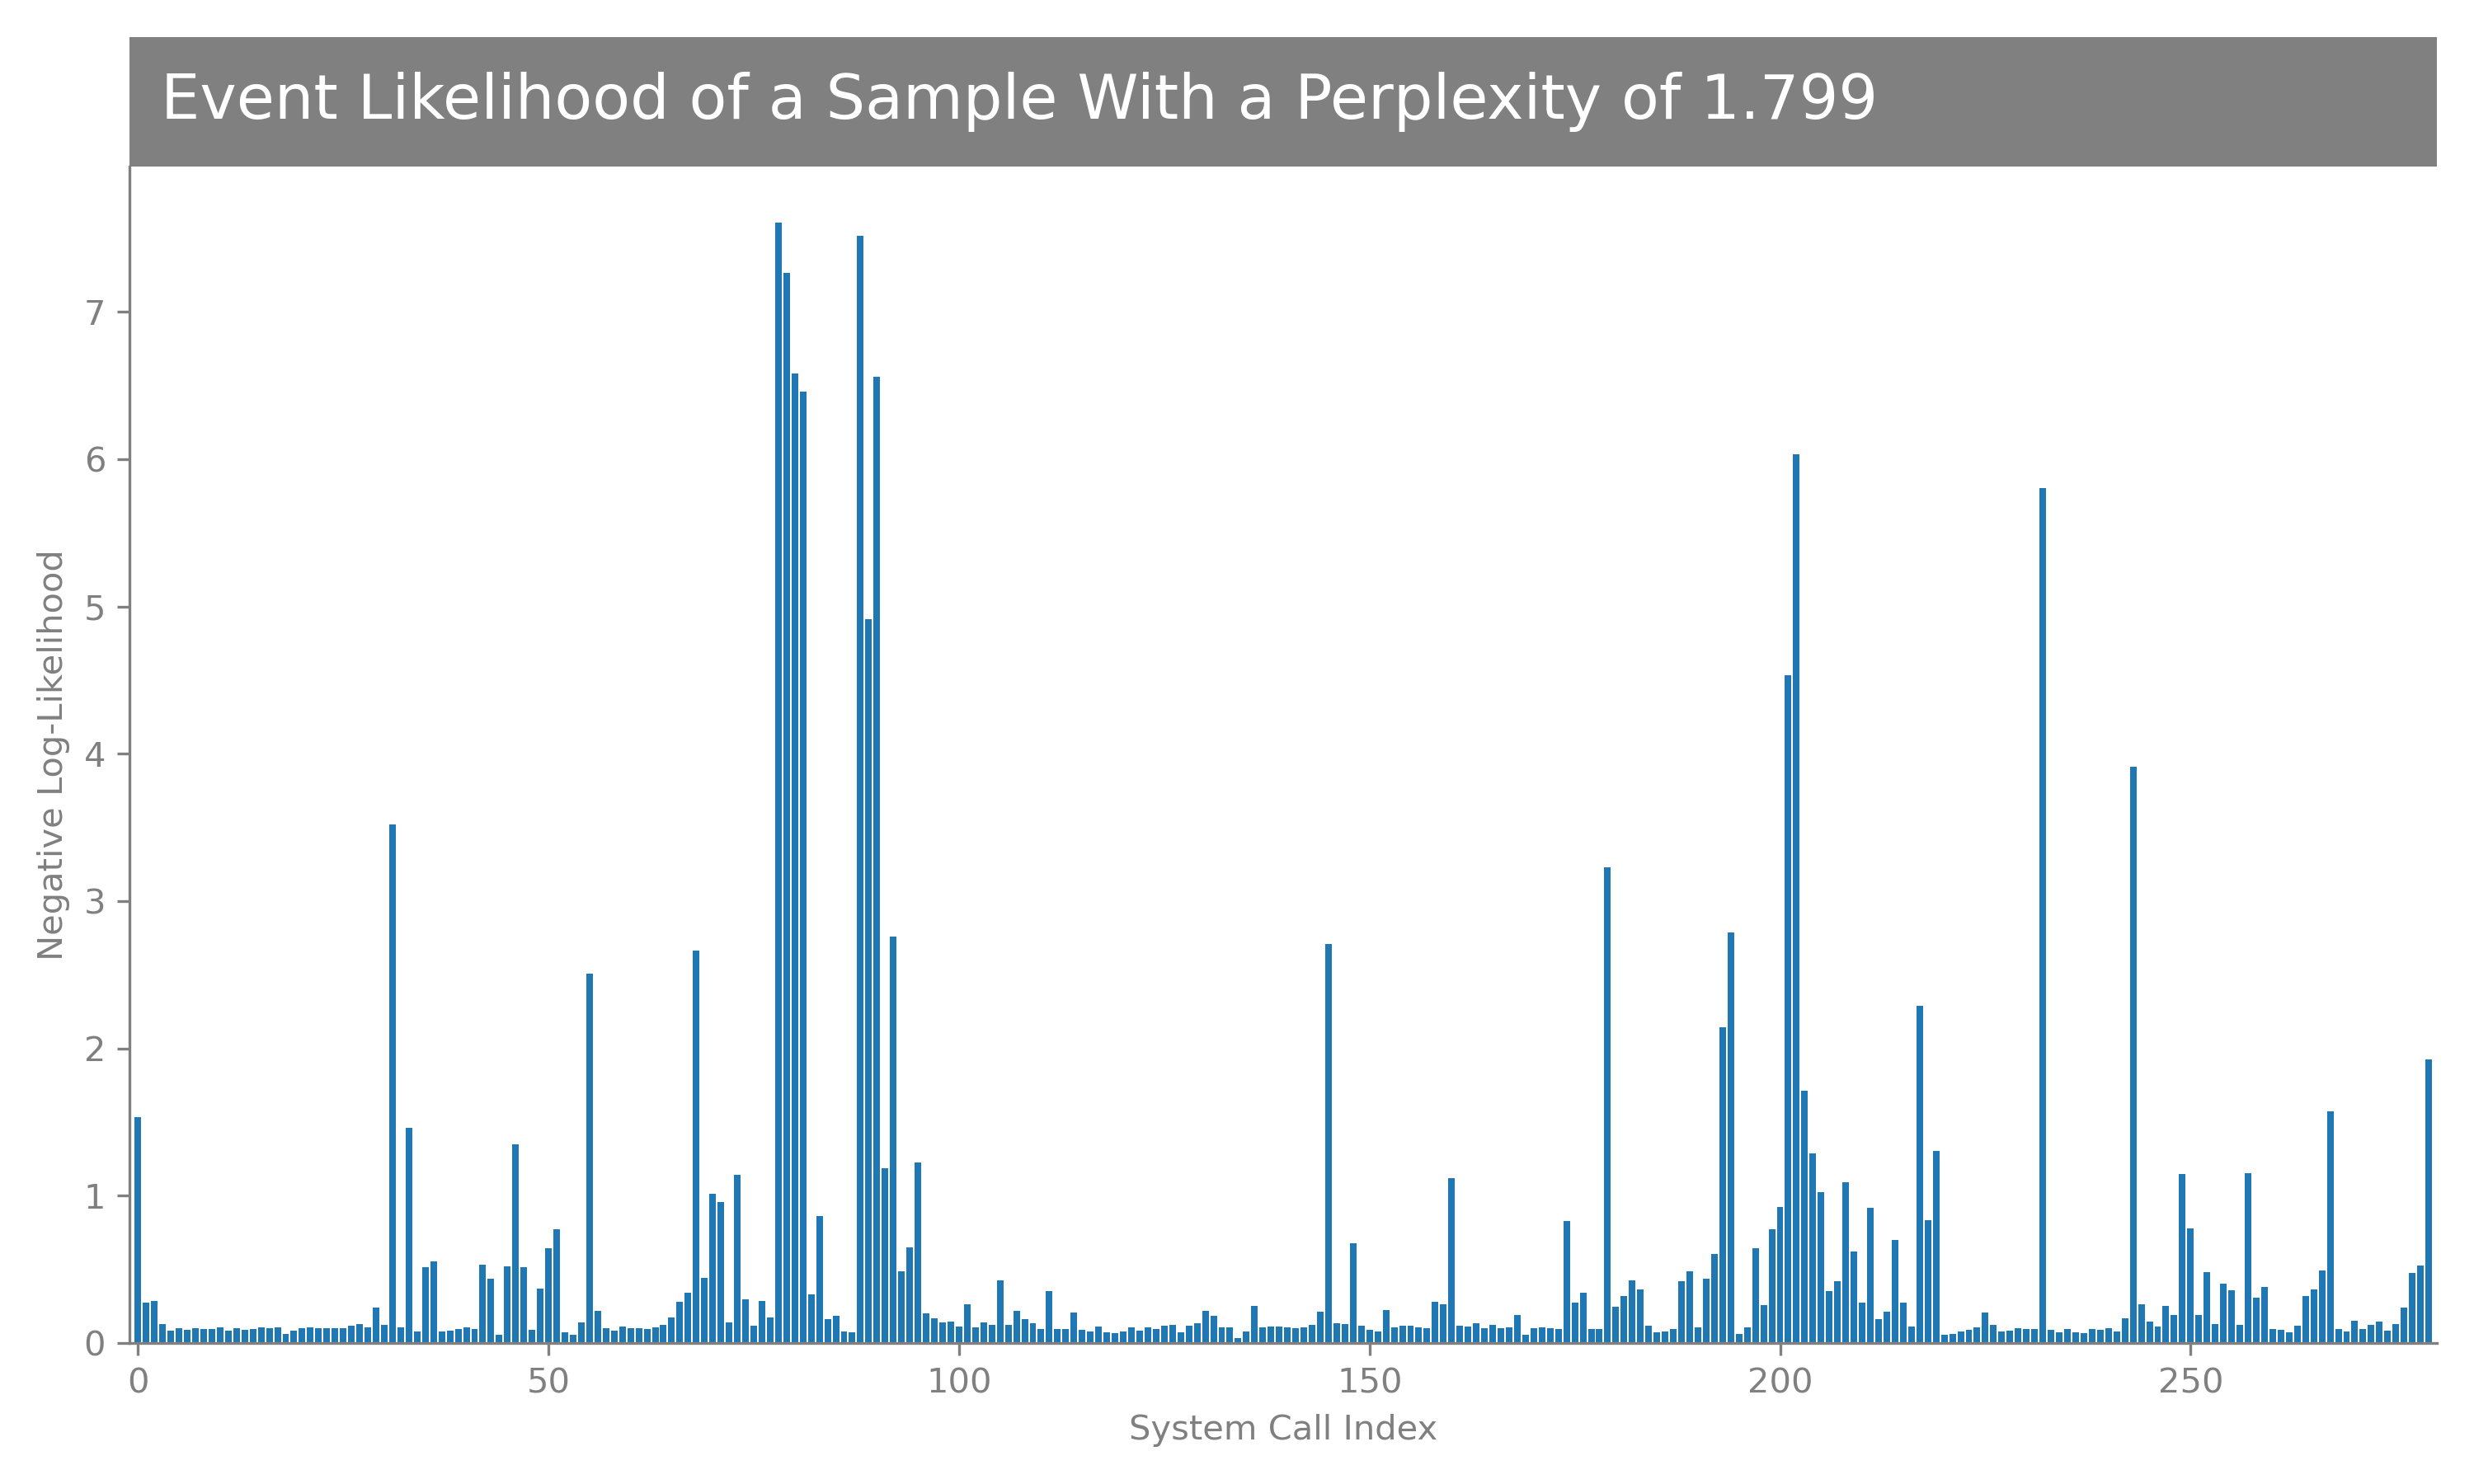 Event Likelihood of a Sample With a Perplexity of 1.799
7
6
5
4
3
2
1
0
Negative Log-Likelihood
0 50 100 150 200 250
System Call Index